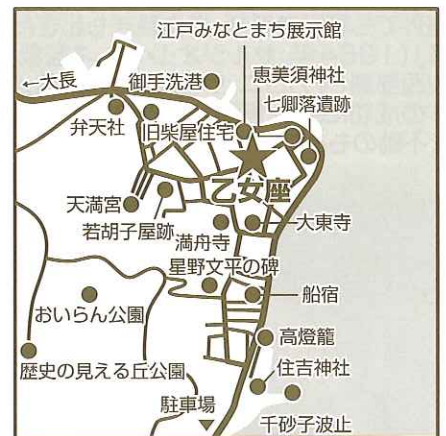 江戸みなとまち展示館
←大長
御手洗港
恵美須神社
七卿落遺跡
弁天社
旧柴屋住宅
乙女座
天満宮
若胡子屋跡
満舟寺
大東寺
星野文平の碑
船宿
おいらん公園
高燈籠
歴史の見える丘公園
住吉神社
駐車場
千砂子波止